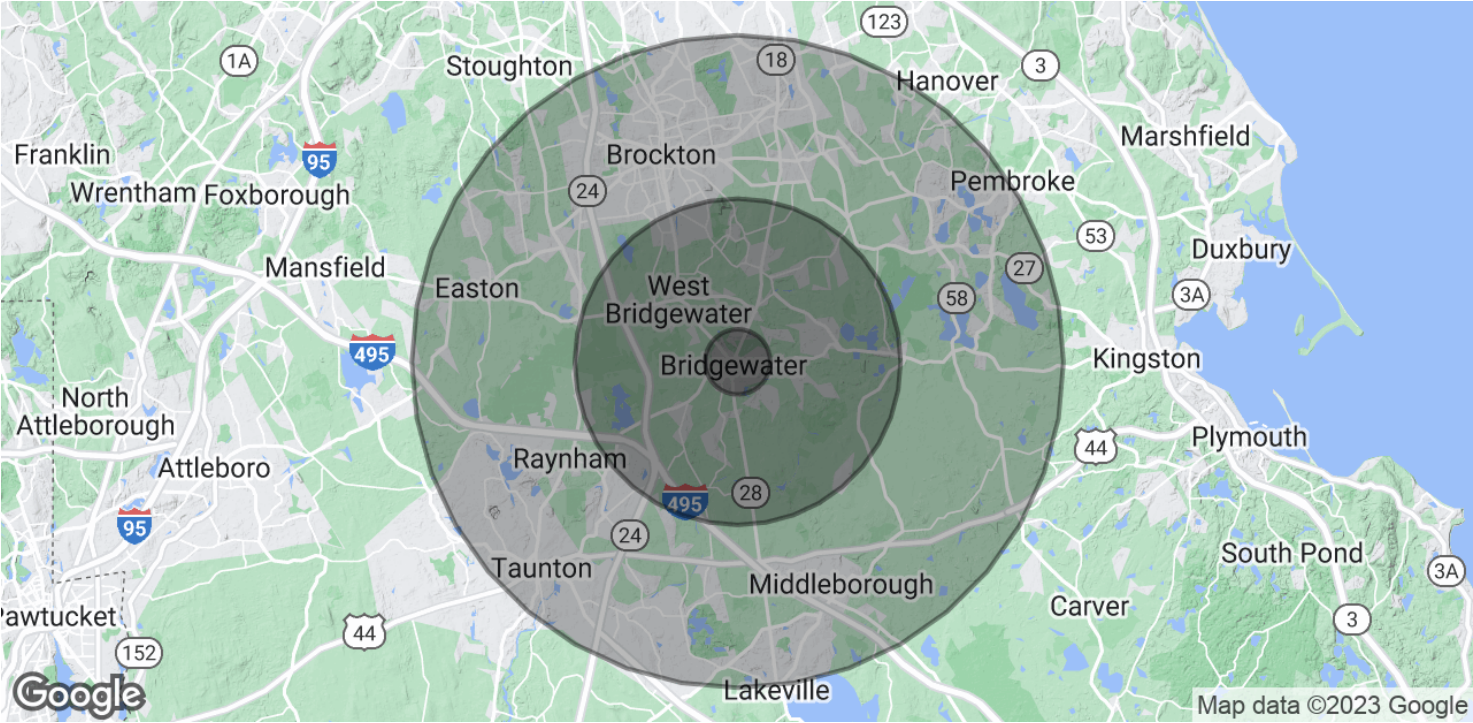 123
1A
18
3
Stoughton
Hanover
Marshfield
Franklin
95
Brockton
Wrentham
Foxborough
24
Pembroke
53
Duxbury
Mansfield
27
Easton
West
Bridgewater
58
3A
495
Bridgewater
Kingston
North
Attleborough
Plymouth
44
Attleboro
Raynham
495
28
95
24
South Pond
Taunton
Middleborough
3A
Carver
Pawtucket
44
3
152
Lakeville
Google
Map data ©2023 Google